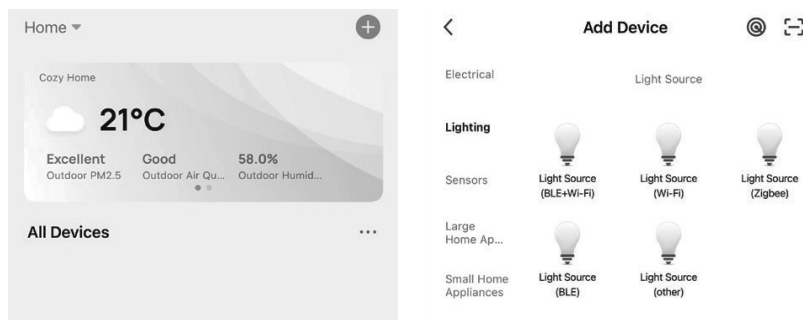 Home
Cozy Home
21°C
Excellent Good 58.0%
Outdoor PM2.5 Outdoor Air Qu... Outdoor Humid...
All Devices
Add Device
Electrical
Lighting
Sensors
Large
Home Ap...
Small Home
Appliances
Light Source
Light Source Light Source Light Source
(BLE+Wi-Fi) (Wi-Fi) (Zigbee)
Light Source Light Source
(BLE) (other)